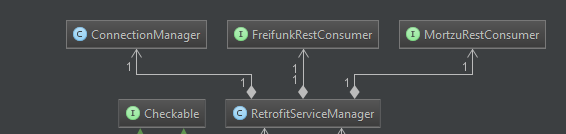 C ConnectionManager I FreifunkRestConsumer I MortzuRestConsumer
1 1 1
1 1 1
I Checkable C RetrofitServiceManager